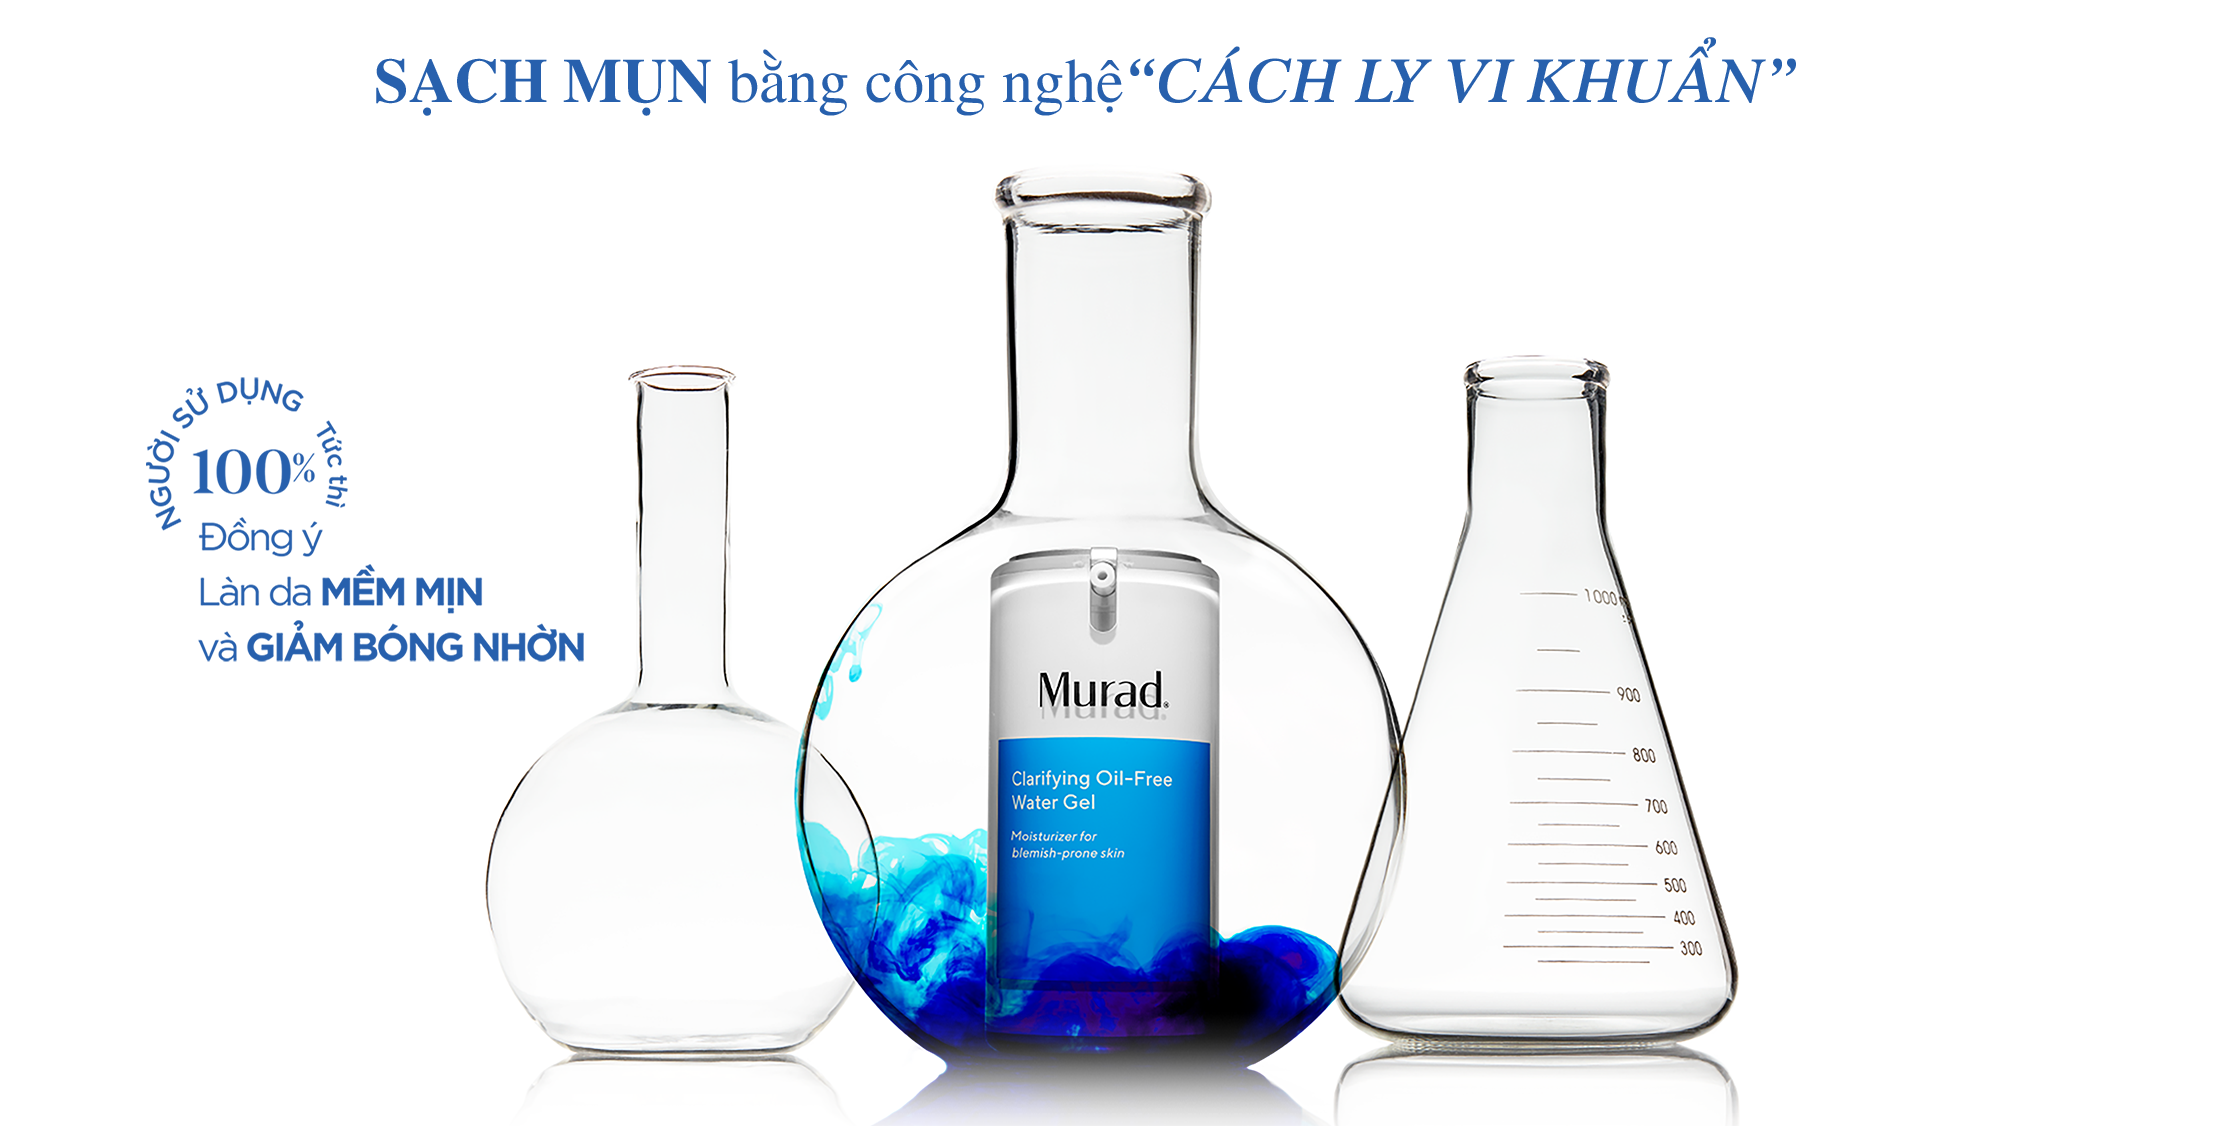 SẠCH MỤN bằng công nghệ “CÁCH LY VI KHUẨN”
NGƯỜI SỬ DỤNG Tức thì
100%
Đồng ý
Làn da MỀM MỊN
và GIẢM BÓNG NHỜN
Murad®
Clarifying Oil-Free
Water Gel
Moisturizer for
blemish-prone skin
1000
900
800
700
600
500
400
300